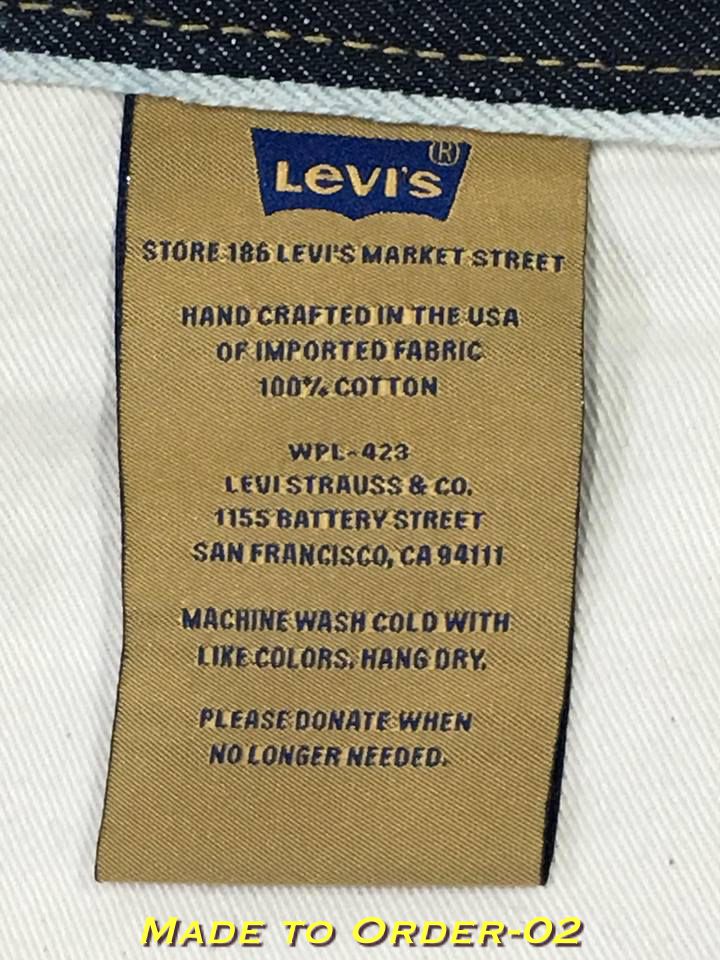 LEVI'S ®
STORE 186 LEVI'S MARKET STREET
HAND CRAFTED IN THE USA
OF IMPORTED FABRIC
100% COTTON
WPL-423
LEVI STRAUSS & CO.
1155 BATTERY STREET
SAN FRANCISCO, CA 94111
MACHINE WASH COLD WITH
LIKE COLORS. HANG DRY.
PLEASE DONATE WHEN
NO LONGER NEEDED.
MADE TO ORDER-02